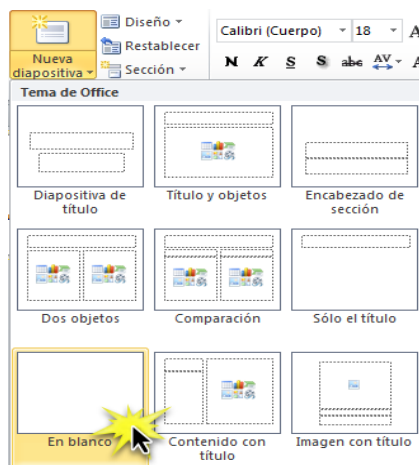 Nueva diapositiva
Diseño
Restablecer
Sección
Calibri (Cuerpo) 18 A
N K S S abc AV A
Tema de Office
Diapositiva de título
Título y objetos
Encabezado de sección
Dos objetos
Comparación
Sólo el título
En blanco
Contenido con título
Imagen con título